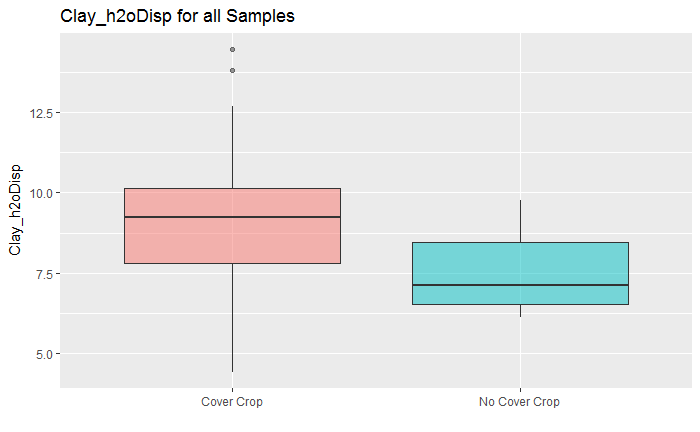 Clay_h2oDisp for all Samples
Clay_h2oDisp
12.5
10.0
7.5
5.0
Cover Crop No Cover Crop